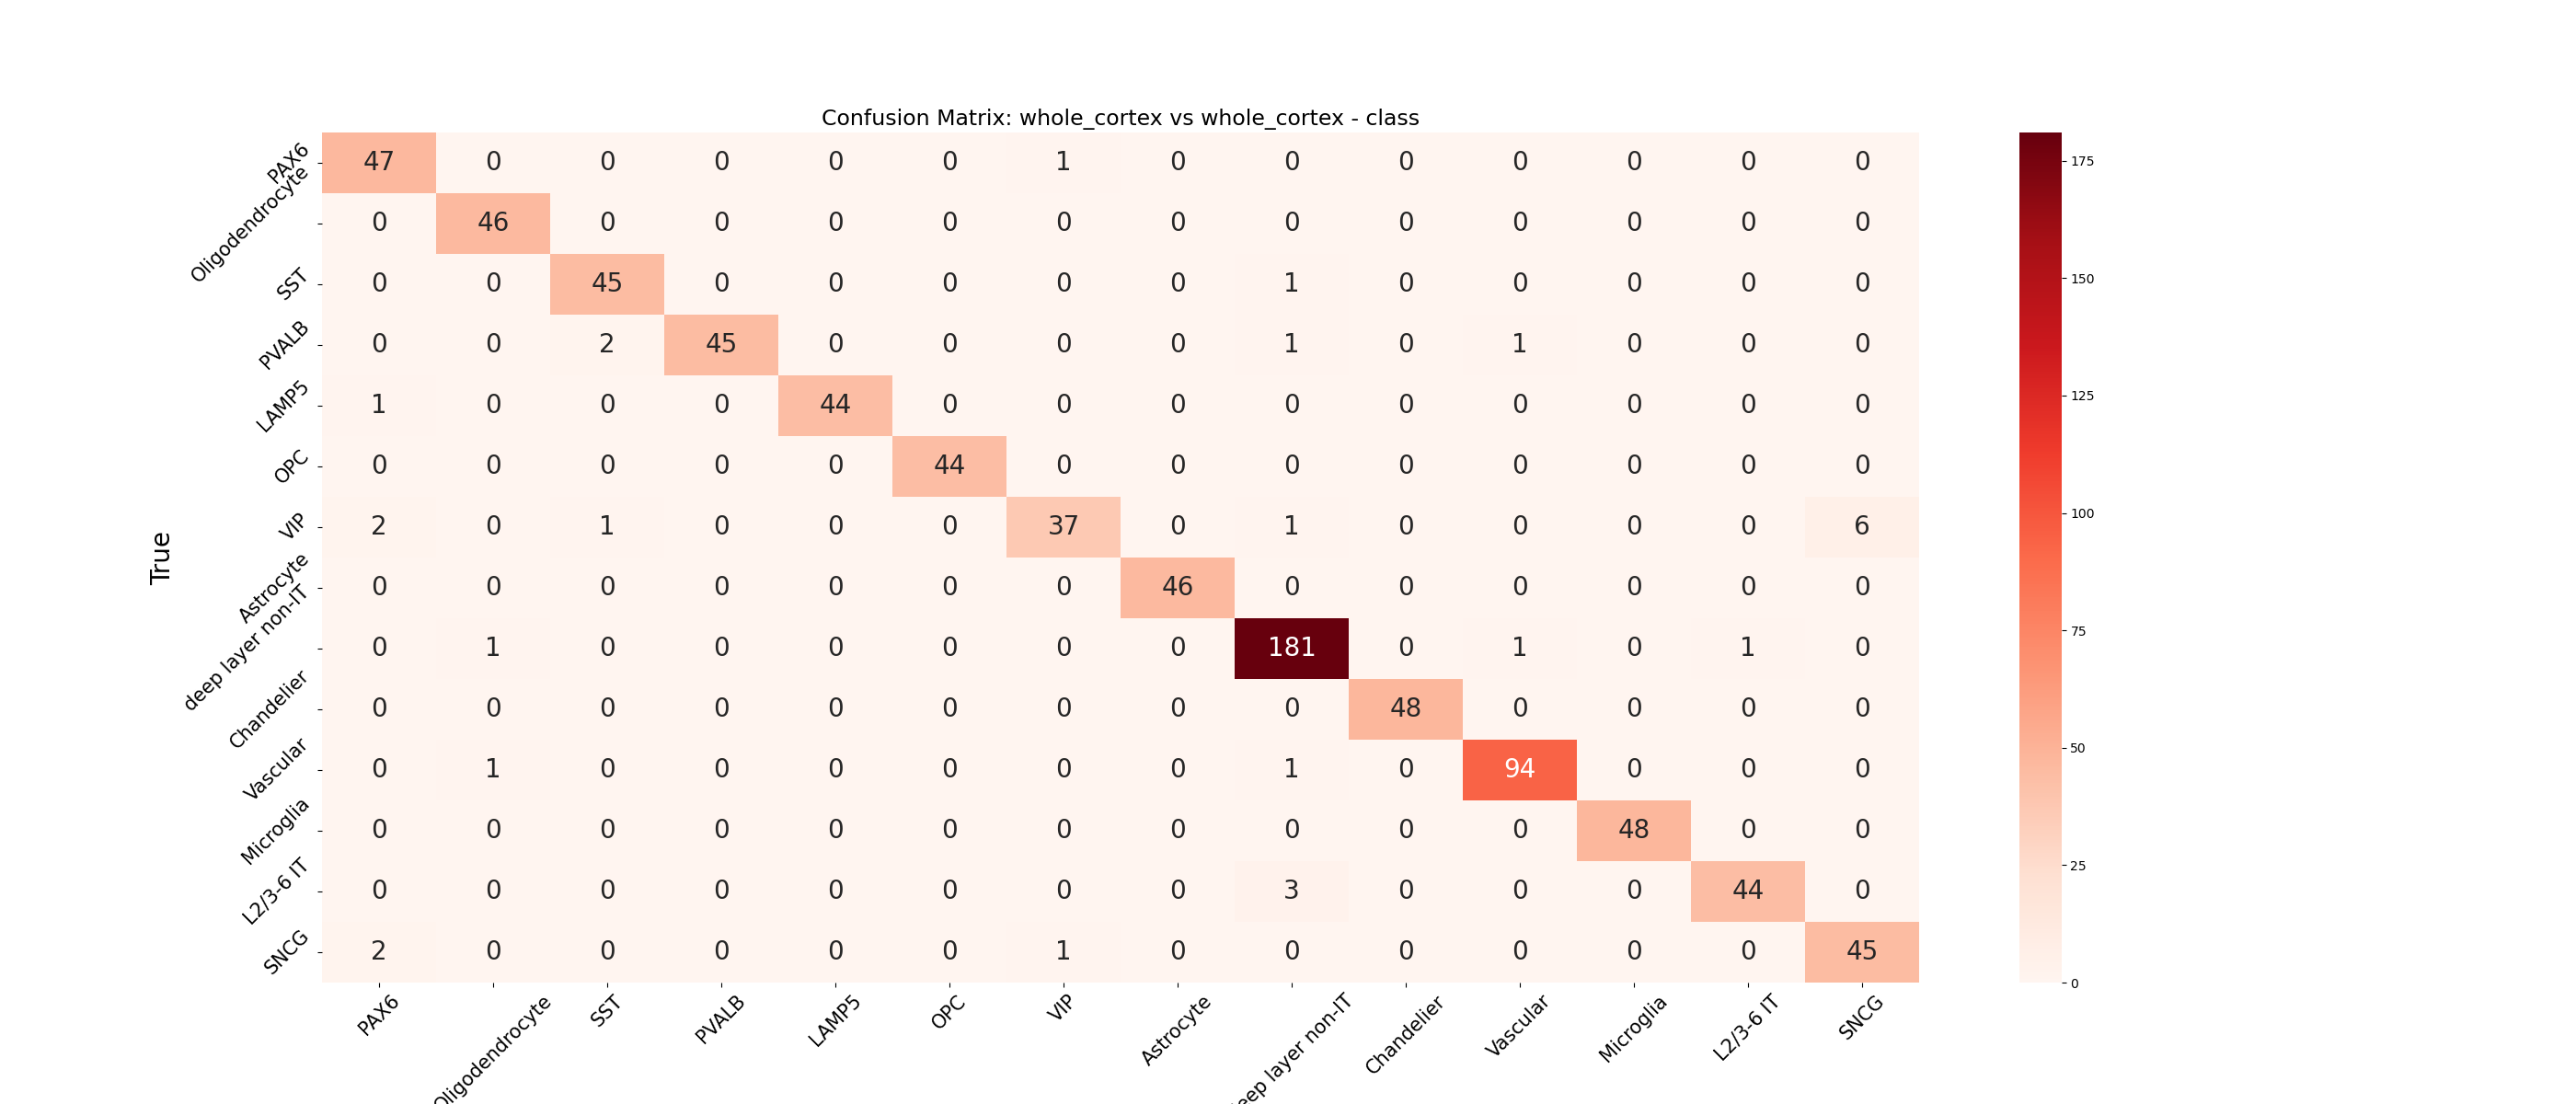 Confusion Matrix: whole_cortex vs whole_cortex - class
True
PAX6 47 0 0 0 0 0 1 0 0 0 0 0 0 0
Oligodendrocyte 0 46 0 0 0 0 0 0 0 0 0 0 0 0
SST 0 0 45 0 0 0 0 0 1 0 0 0 0 0
PVALB 0 0 2 45 0 0 0 0 1 0 1 0 0 0
LAMP5 1 0 0 0 44 0 0 0 0 0 0 0 0 0
OPC 0 0 0 0 0 44 0 0 0 0 0 0 0 0
VIP 2 0 1 0 0 0 37 0 1 0 0 0 0 6
Astrocyte 0 0 0 0 0 0 0 46 0 0 0 0 0 0
deep layer non-IT 0 1 0 0 0 0 0 0 181 0 1 0 1 0
Chandelier 0 0 0 0 0 0 0 0 0 48 0 0 0 0
Vascular 0 1 0 0 0 0 0 0 1 0 94 0 0 0
Microglia 0 0 0 0 0 0 0 0 0 0 0 48 0 0
L2/3-6 IT 0 0 0 0 0 0 0 0 3 0 0 0 44 0
SNCG 2 0 0 0 0 0 1 0 0 0 0 0 0 45
PAX6
Oligodendrocyte
SST
PVALB
LAMP5
OPC
VIP
Astrocyte
eep layer non-IT
Chandelier
Vascular
Microglia
L2/3-6 IT
SNCG
175
150
125
100
75
50
25
0